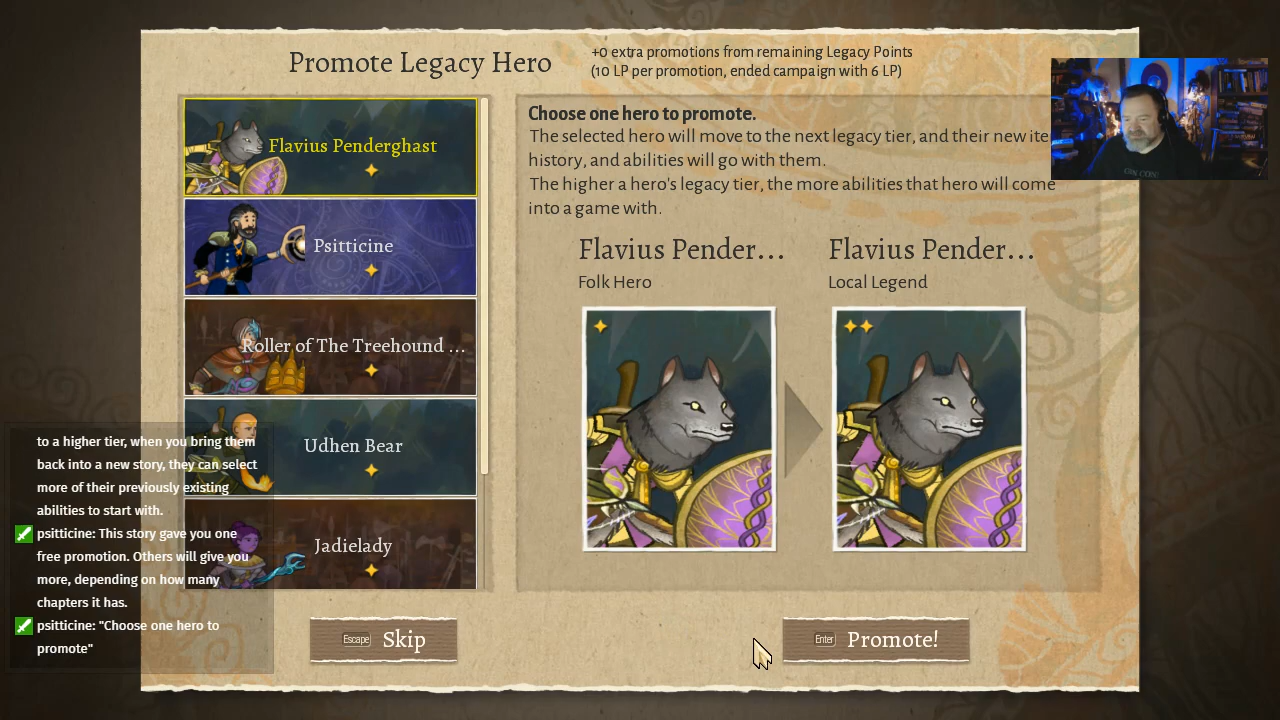 Promote Legacy Hero
+0 extra promotions from remaining Legacy Points
(10 LP per promotion, ended campaign with 6 LP)
Flavius Penderghast
Psitticine
Roller of The Treehound ...
Udhen Bear
Jadielady
Choose one hero to promote.
The selected hero will move to the next legacy tier, and their new ite
history, and abilities will go with them.
The higher a hero's legacy tier, the more abilities that hero will come
into a game with.
Flavius Pender...
Folk Hero
Flavius Pender...
Local Legend
to a higher tier, when you bring them
back into a new story, they can select
more of their previously existing
abilities to start with.
psitticine: This story gave you one
free promotion. Others will give you
more, depending on how many
chapters it has.
psitticine: "Choose one hero to
promote"
Escape Skip
Enter Promote!